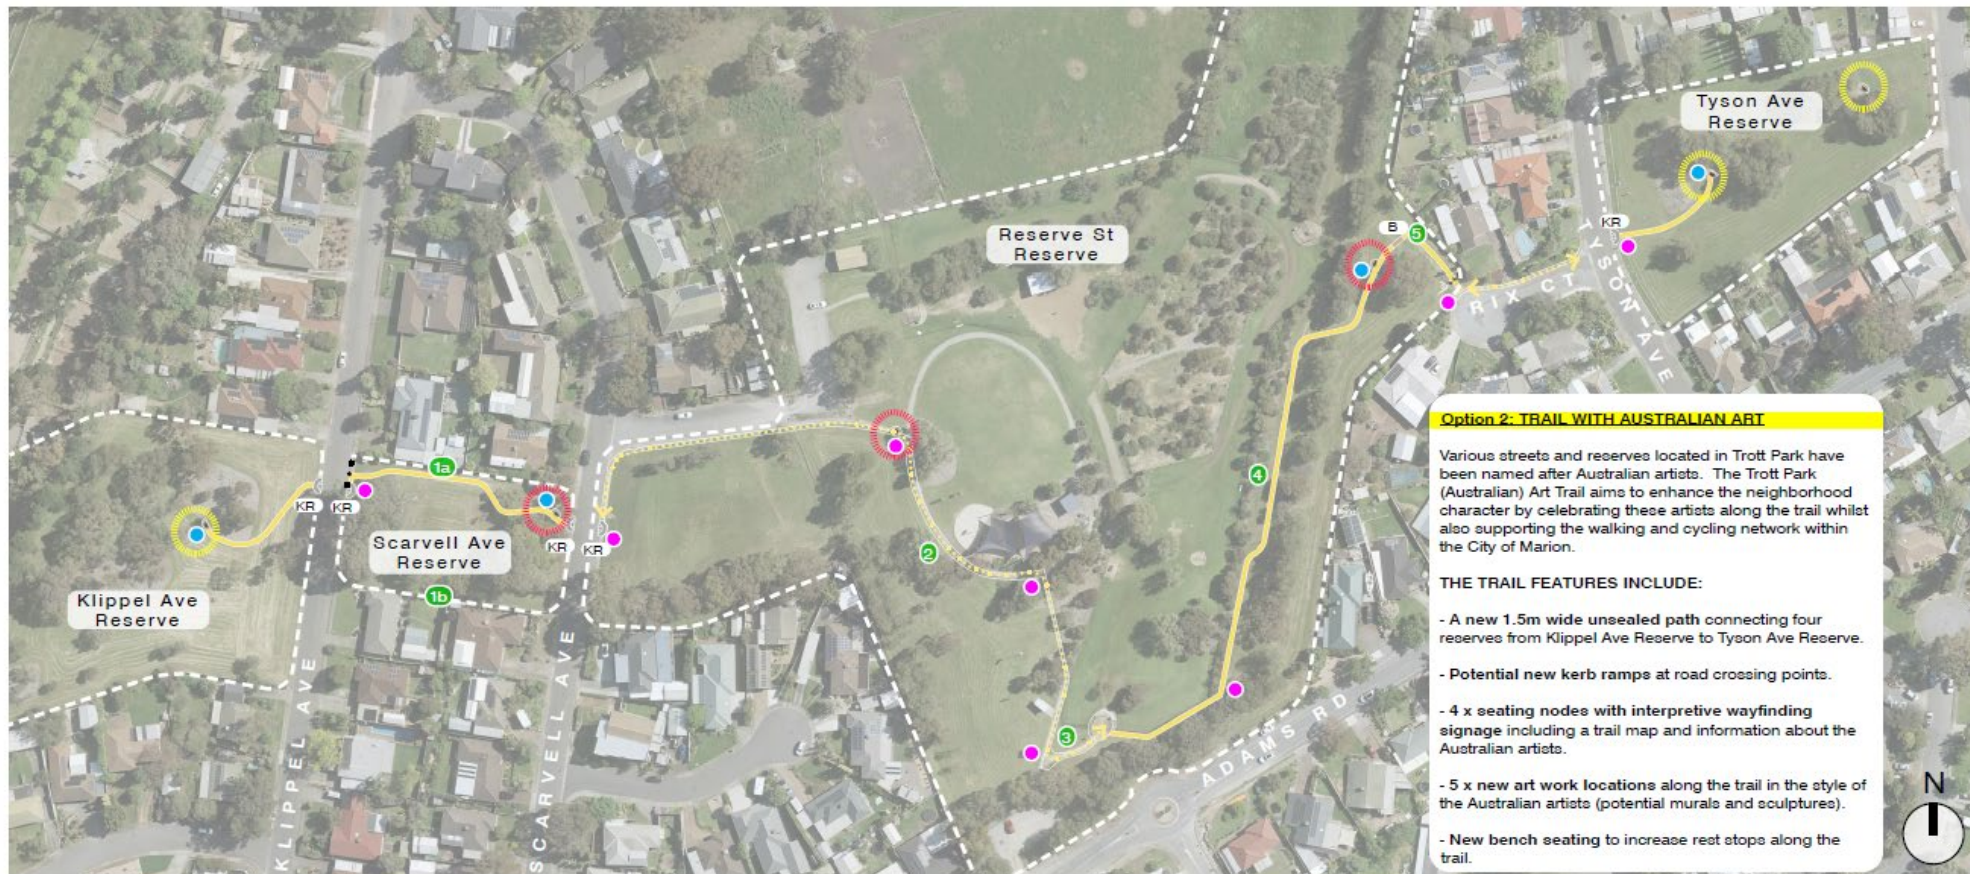 Tyson Ave
Reserve
KR
TYSON AVE
B
5
RIX CT
Reserve St
Reserve
4
1a
KR
KR
Scarvell Ave
Reserve
KR
KR
1b
Klippel Ave
Reserve
2
3
ADAMS RD
KLIPPEL AVE
SCARVELL AVE
Option 2: TRAIL WITH AUSTRALIAN ART
Various streets and reserves located in Trott Park have
been named after Australian artists. The Trott Park
(Australian) Art Trail aims to enhance the neighborhood
character by celebrating these artists along the trail whilst
also supporting the walking and cycling network within
the City of Marion.
THE TRAIL FEATURES INCLUDE:
- A new 1.5m wide unsealed path connecting four
reserves from Klippel Ave Reserve to Tyson Ave Reserve.
- Potential new kerb ramps at road crossing points.
- 4 x seating nodes with interpretive wayfinding
signage including a trail map and information about the
Australian artists.
- 5 x new art work locations along the trail in the style of
the Australian artists (potential murals and sculptures).
- New bench seating to increase rest stops along the
trail.
N